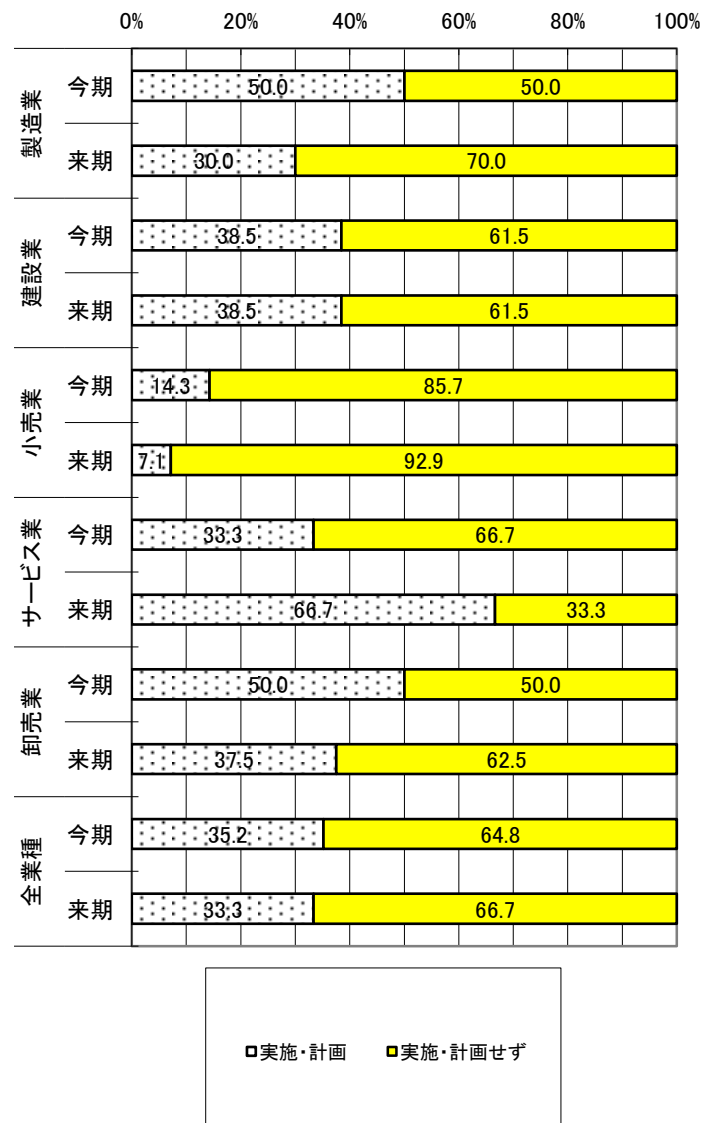 0% 20% 40% 60% 80% 100%
製造業
今期 50.0 50.0
来期 30.0 70.0
建設業
今期 38.5 61.5
来期 38.5 61.5
小売業
今期 14.3 85.7
来期 7.1 92.9
サービス業
今期 33.3 66.7
来期 66.7 33.3
卸売業
今期 50.0 50.0
来期 37.5 62.5
全業種
今期 35.2 64.8
来期 33.3 66.7
実施・計画 実施・計画せず